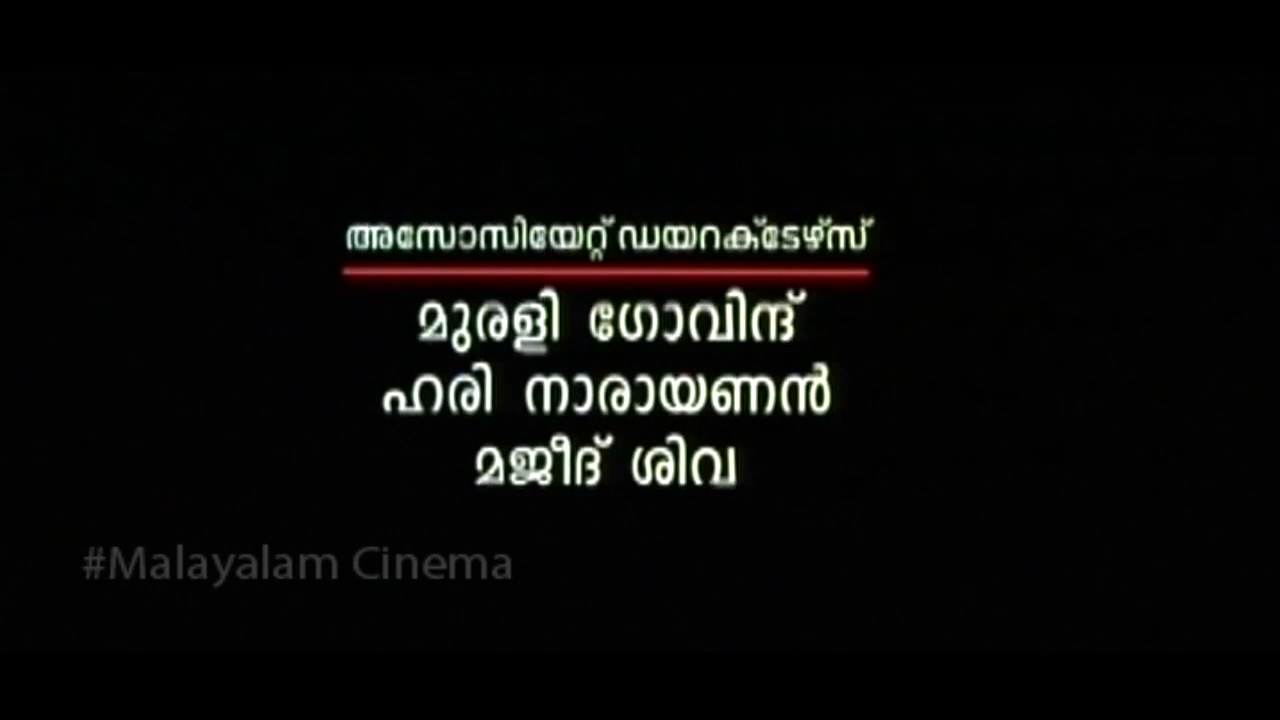 അസോസിയേറ്റ് ഡയറക്ടേഴ്സ്
മുരളി ഗോവിന്ദ്
ഹരി നാരായണൻ
മജീദ് ശിവ
#Malayalam Cinema